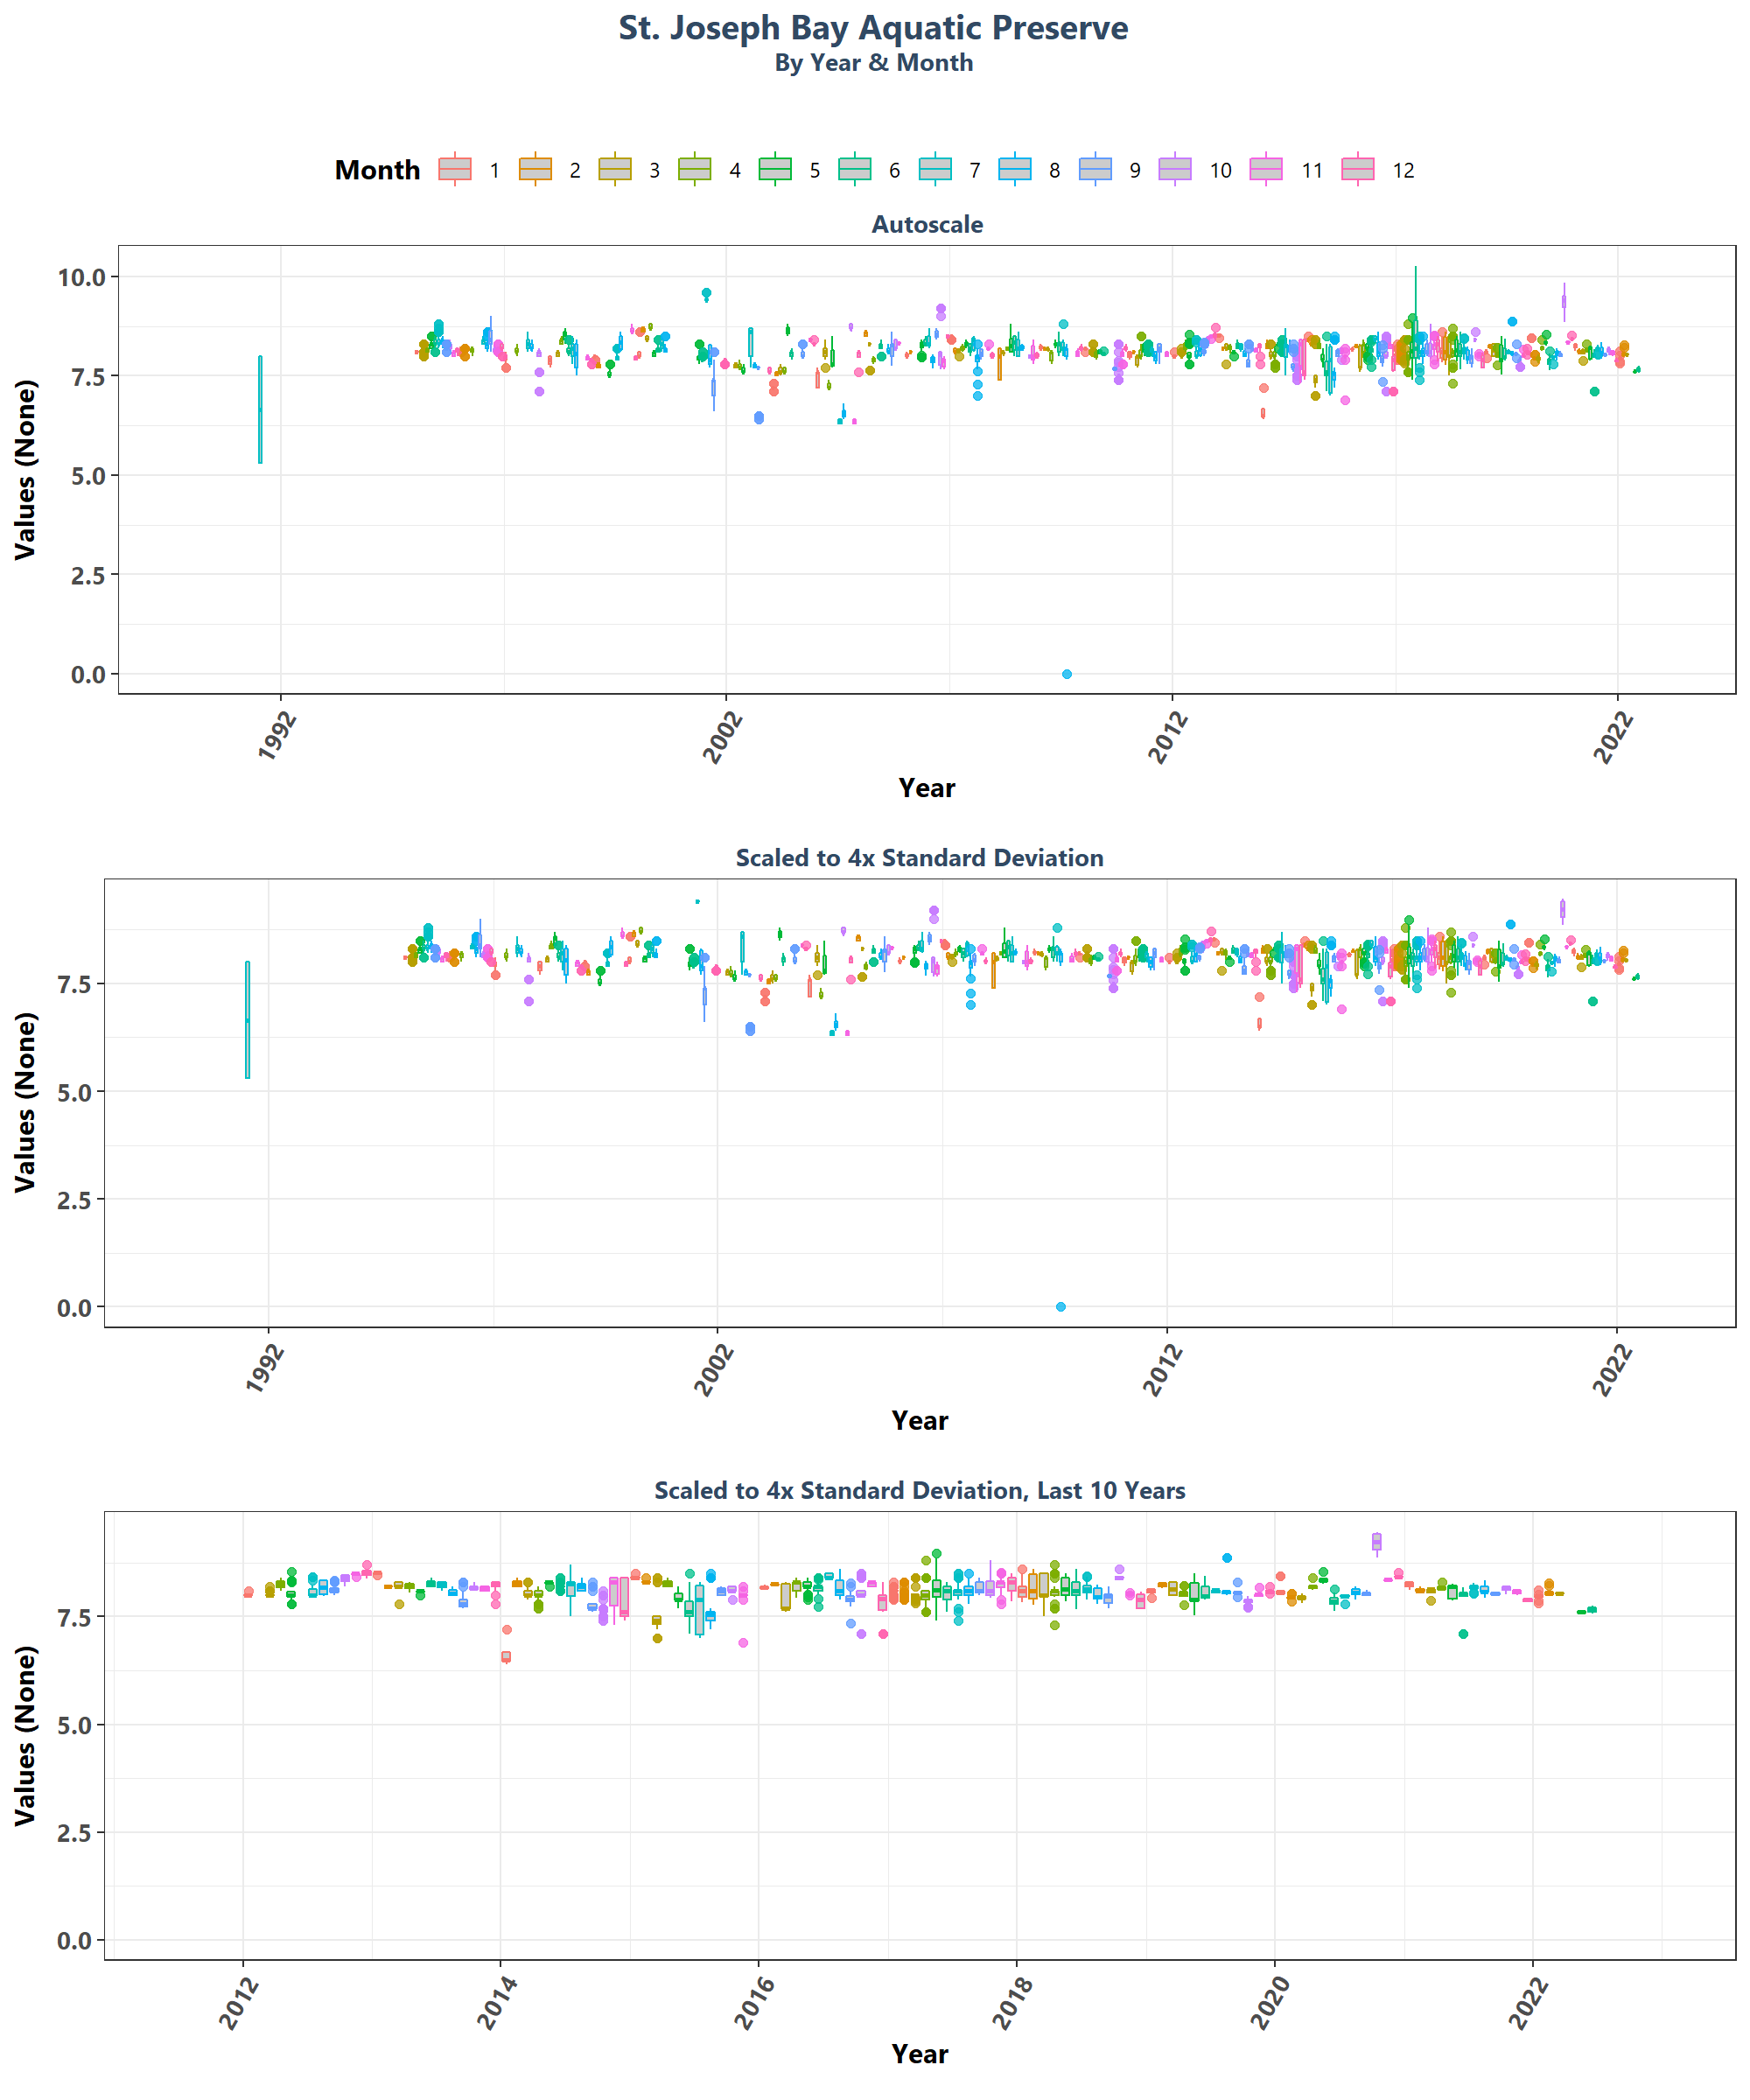 St. Joseph Bay Aquatic Preserve
By Year & Month
Month 1 2 3 4 5 6 7 8 9 10 11 12
Autoscale
10.0
7.5
5.0
2.5
0.0
Values (None)
1992 2002 2012 2022
Year
Scaled to 4x Standard Deviation
7.5
5.0
2.5
0.0
Values (None)
1992 2002 2012 2022
Year
Scaled to 4x Standard Deviation, Last 10 Years
7.5
5.0
2.5
0.0
Values (None)
2012 2014 2016 2018 2020 2022
Year